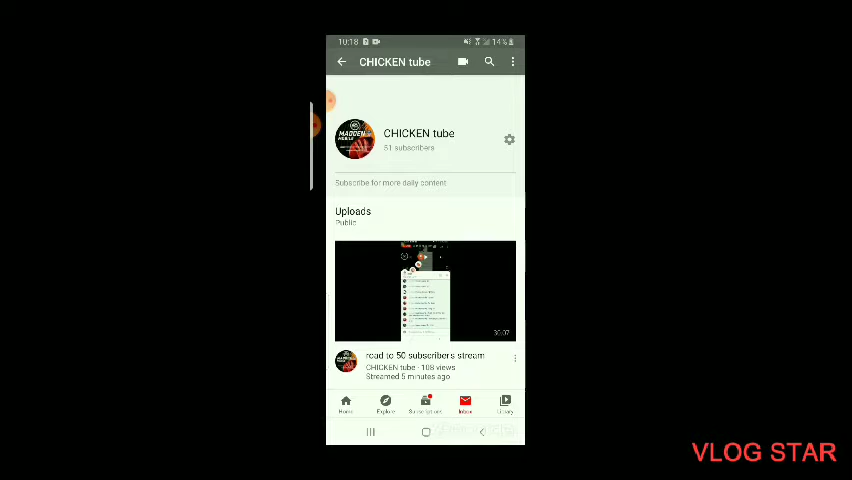 10:18 14%
CHICKEN tube
MADDEN
MOBILE
CHICKEN tube
51 subscribers
Subscribe for more daily content
Uploads
Public
30:07
road to 50 subscribers stream
CHICKEN tube · 108 views
Streamed 5 minutes ago
Home Explore Subscriptions Inbox Library
VLOG STAR